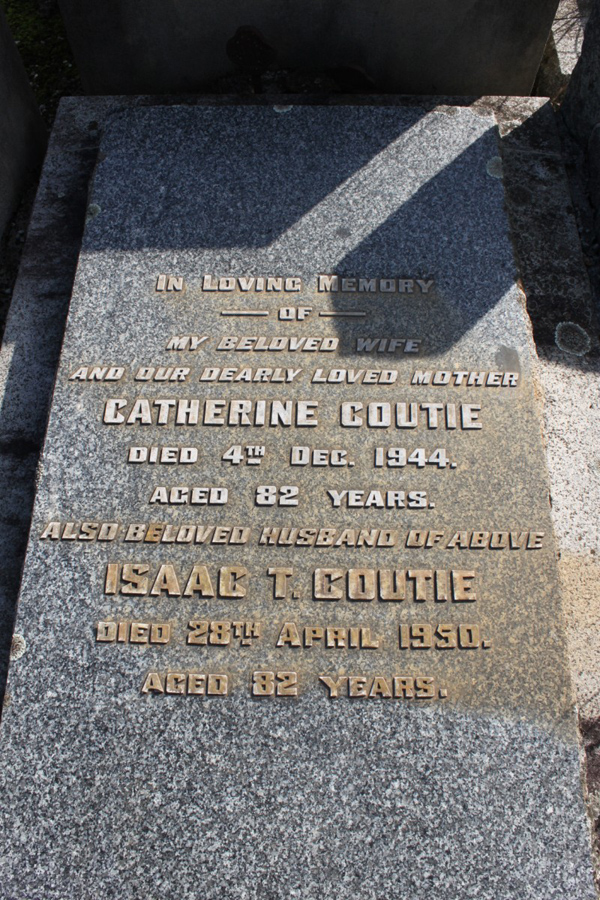 In Loving Memory
— OF —
MY BELOVED WIFE
AND OUR DEARLY LOVED MOTHER
CATHERINE COUTIE
DIED 4TH DEC. 1944.
AGED 82 YEARS.
ALSO BELOVED HUSBAND OF ABOVE
ISAAC T. COUTIE
DIED 28TH APRIL 1950.
AGED 82 YEARS.